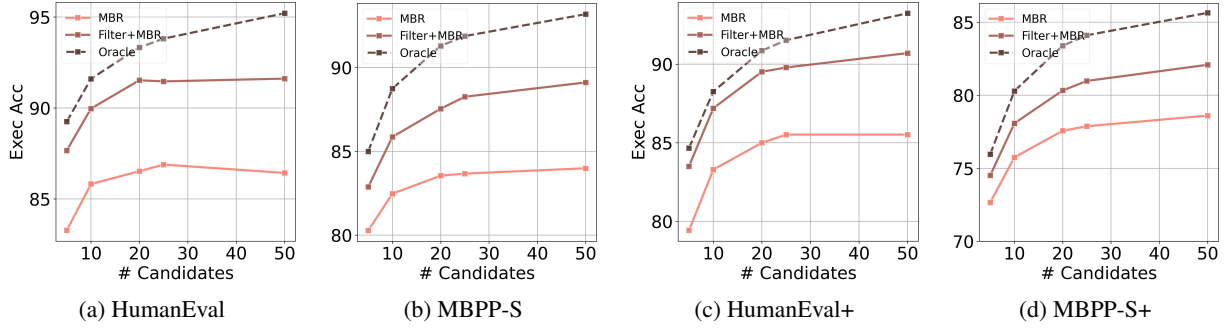 Exec Acc
95
90
85
MBR
Filter+MBR
Oracle
10 20 30 40 50
# Candidates
(a) HumanEval
90
85
80
MBR
Filter+MBR
Oracle
10 20 30 40 50
# Candidates
(b) MBPP-S
Exec Acc
90
85
80
MBR
Filter+MBR
Oracle
10 20 30 40 50
# Candidates
(c) HumanEval+
85
80
75
70
MBR
Filter+MBR
Oracle
10 20 30 40 50
# Candidates
(d) MBPP-S+